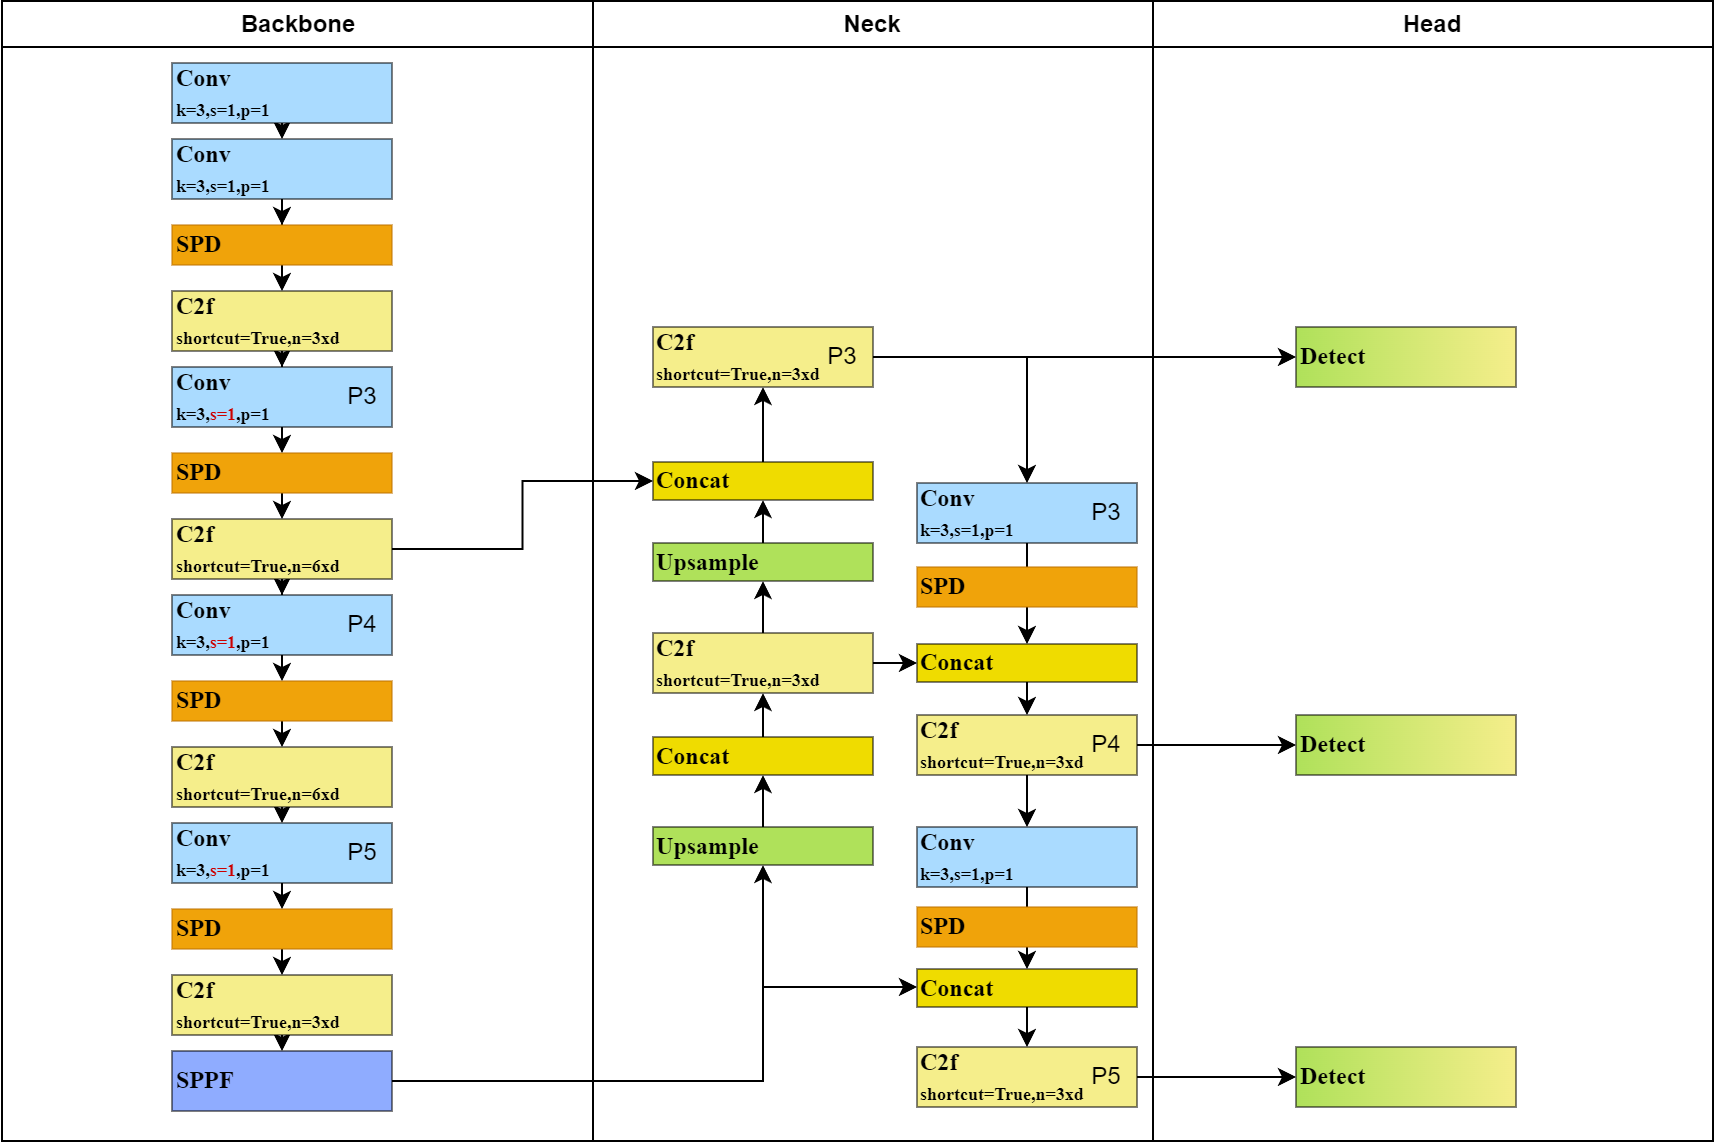 Backbone
Neck
Head
Conv
k=3,s=1,p=1
Conv
k=3,s=1,p=1
SPD
C2f
shortcut=True,n=3xd
Conv
P3
k=3,s=1,p=1
SPD
C2f
shortcut=True,n=6xd
Conv
P4
k=3,s=1,p=1
SPD
C2f
shortcut=True,n=6xd
Conv
P5
k=3,s=1,p=1
SPD
C2f
shortcut=True,n=3xd
SPPF
C2f
P3
shortcut=True,n=3xd
Concat
Upsample
C2f
shortcut=True,n=3xd
Concat
Upsample
Conv
P3
k=3,s=1,p=1
SPD
Concat
C2f
P4
shortcut=True,n=3xd
Conv
k=3,s=1,p=1
SPD
Concat
C2f
P5
shortcut=True,n=3xd
Detect
Detect
Detect